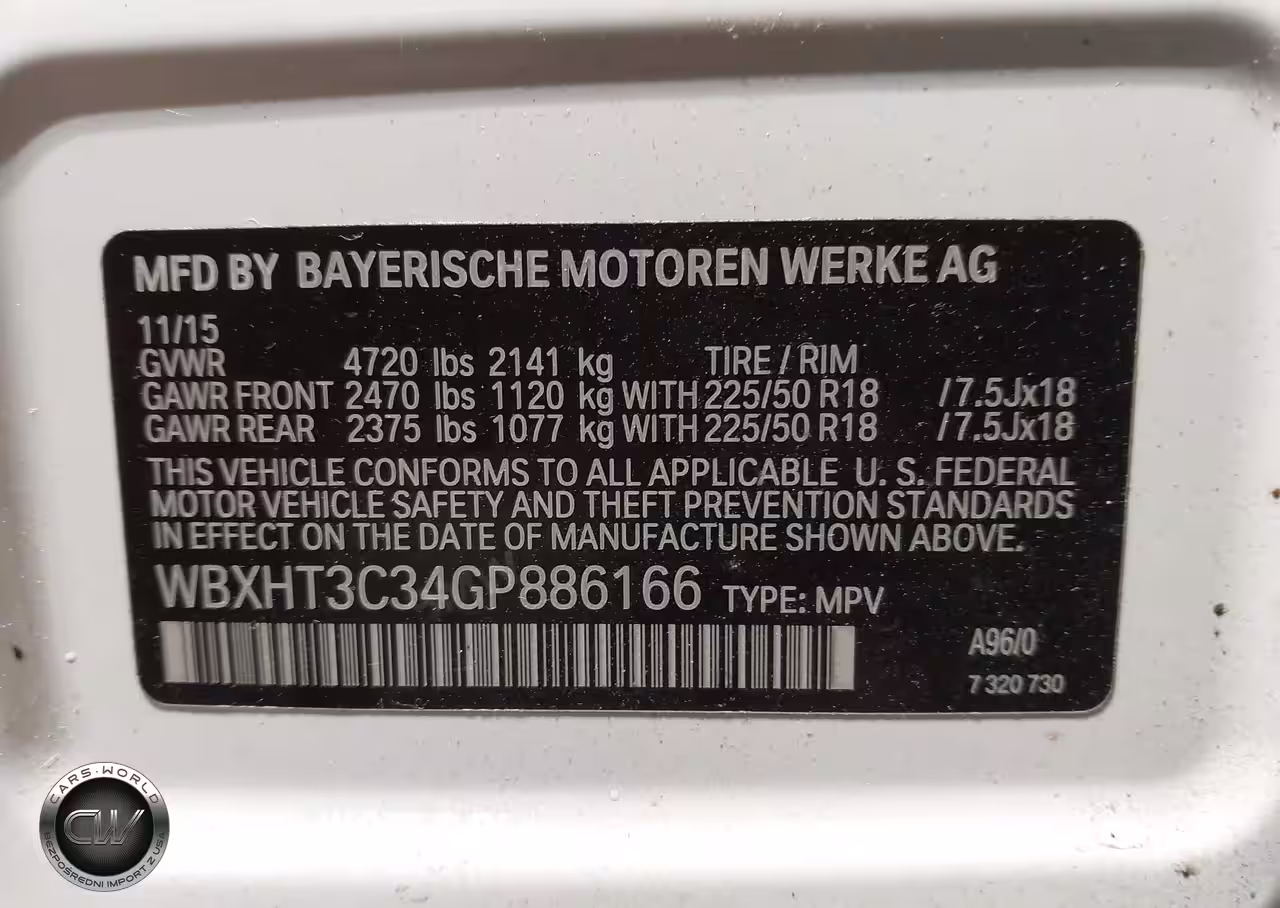 MFD BY BAYERISCHE MOTOREN WERKE AG
11/15
GVWR 4720 lbs 2141 kg TIRE / RIM
GAWR FRONT 2470 lbs 1120 kg WITH 225/50 R18 /7.5Jx18
GAWR REAR 2375 lbs 1077 kg WITH 225/50 R18 /7.5Jx18
THIS VEHICLE CONFORMS TO ALL APPLICABLE U. S. FEDERAL
MOTOR VEHICLE SAFETY AND THEFT PREVENTION STANDARDS
IN EFFECT ON THE DATE OF MANUFACTURE SHOWN ABOVE.
WBXHT3C34GP886166 TYPE: MPV
A96/0
7 320 730
CARS·WORLD
CW
BEZPOŚREDNI IMPORT Z USA